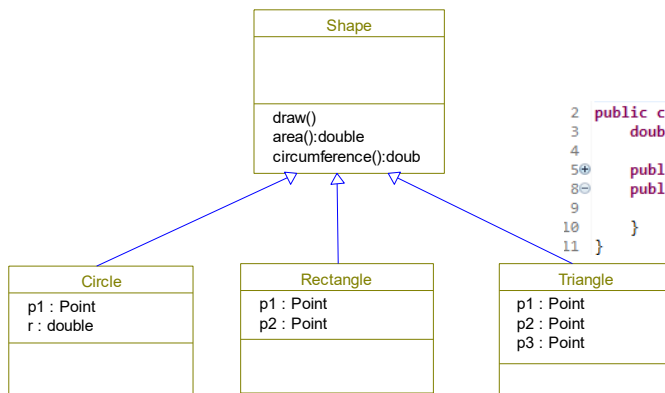 Shape
draw()
area():double
circumference():doub
2 public c
3 doub
4
5 publ
8 publ
9
10 }
11 }
Circle
p1 : Point
r : double
Rectangle
p1 : Point
p2 : Point
Triangle
p1 : Point
p2 : Point
p3 : Point